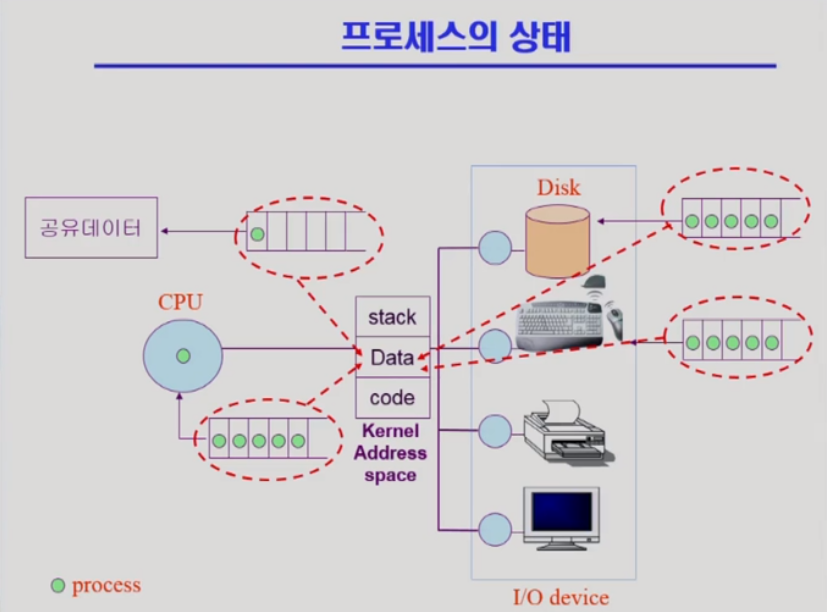 프로세스의 상태
Disk
공유데이터
CPU
stack
Data
code
Kernel
Address
space
process
I/O device